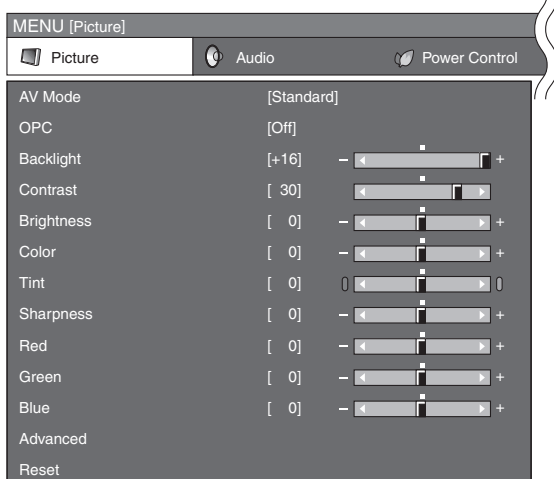 MENU [Picture]
Picture Audio Power Control
AV Mode [Standard]
OPC [Off]
Backlight [+16] – +
Contrast [ 30]
Brightness [ 0] – +
Color [ 0] – +
Tint [ 0]
Sharpness [ 0] – +
Red [ 0] – +
Green [ 0] – +
Blue [ 0] – +
Advanced
Reset